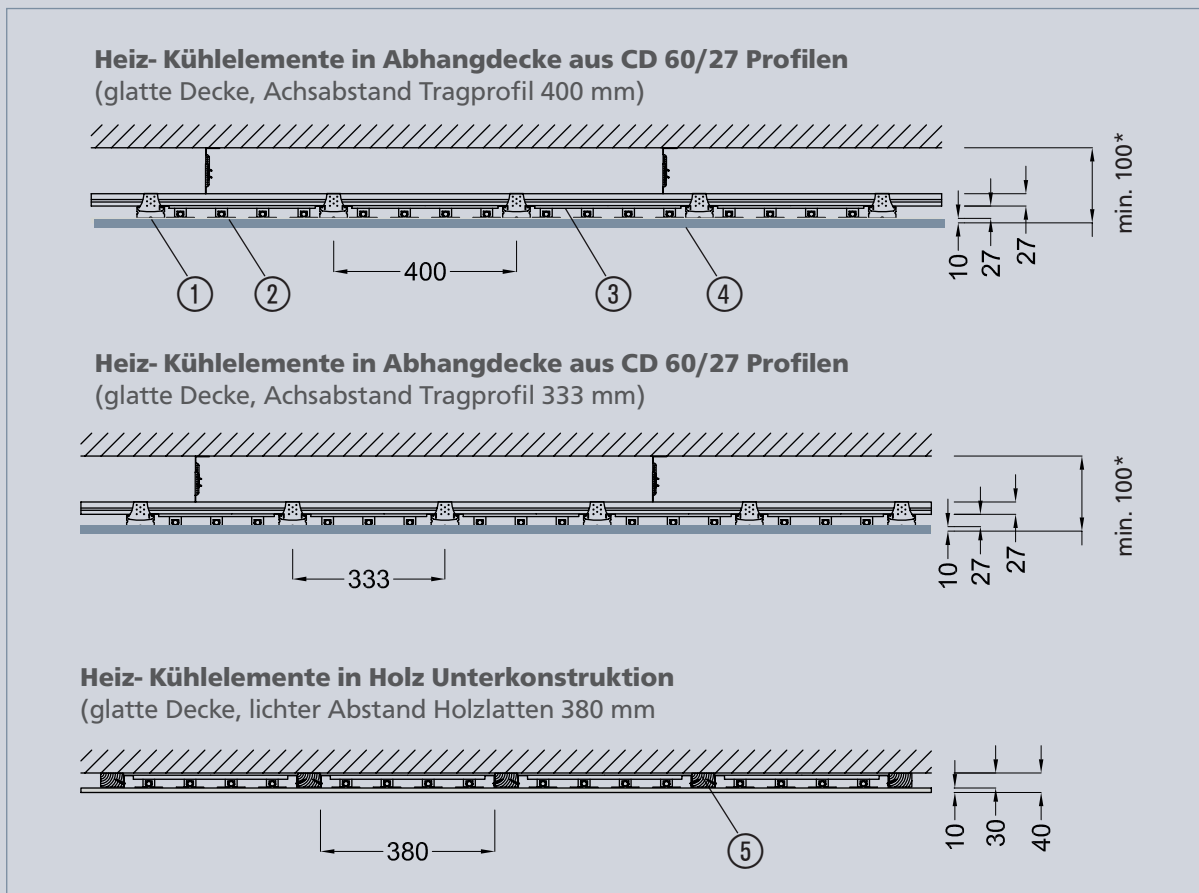 Heiz- Kühlelemente in Abhangdecke aus CD 60/27 Profilen
(glatte Decke, Achsabstand Tragprofil 400 mm)
min. 100*
10
27
27
400
1
2
3
4
Heiz- Kühlelemente in Abhangdecke aus CD 60/27 Profilen
(glatte Decke, Achsabstand Tragprofil 333 mm)
min. 100*
10
27
27
333
Heiz- Kühlelemente in Holz Unterkonstruktion
(glatte Decke, lichter Abstand Holzlatten 380 mm
10
30
40
380
5